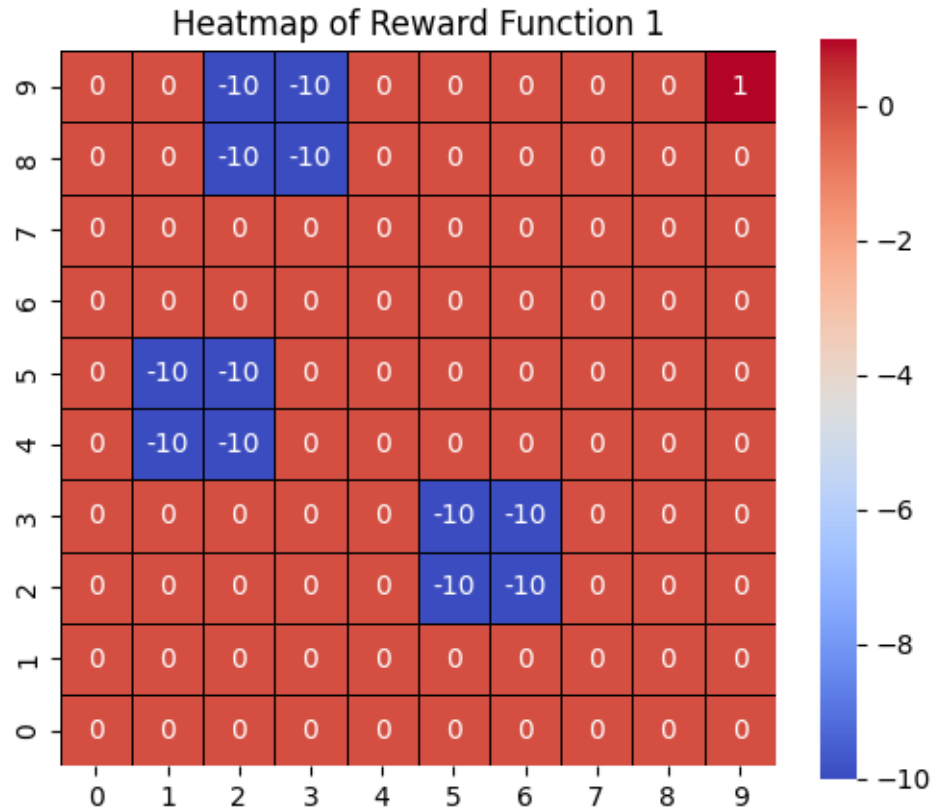 Heatmap of Reward Function 1
9 0 0 -10 -10 0 0 0 0 0 1
8 0 0 -10 -10 0 0 0 0 0 0
7 0 0 0 0 0 0 0 0 0 0
6 0 0 0 0 0 0 0 0 0 0
5 0 -10 -10 0 0 0 0 0 0 0
4 0 -10 -10 0 0 0 0 0 0 0
3 0 0 0 0 0 -10 -10 0 0 0
2 0 0 0 0 0 -10 -10 0 0 0
1 0 0 0 0 0 0 0 0 0 0
0 0 0 0 0 0 0 0 0 0 0
0 1 2 3 4 5 6 7 8 9
0
−2
−4
−6
−8
−10